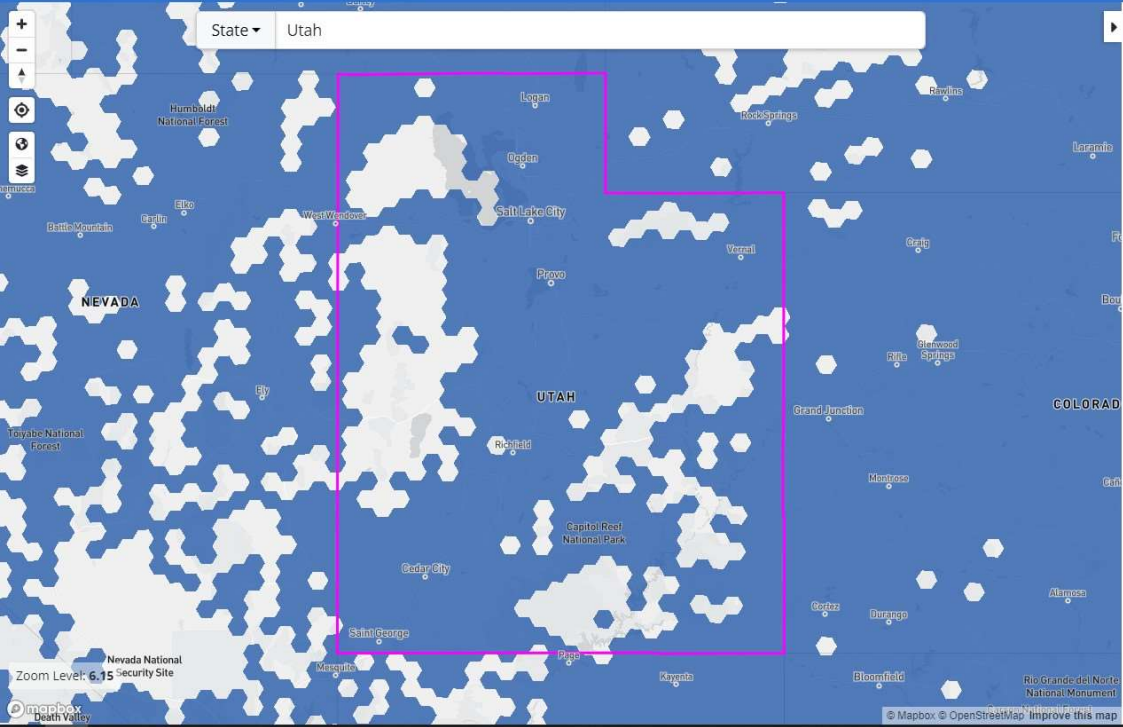 State
Utah
Logan
Rawlins
Humboldt
National Forest
Rock Springs
Laramie
Ogden
Elko
West Wendover
Salt Lake City
Carlin
Battle Mountain
Craig
Vernal
Provo
NEVADA
Glenwood
Springs
Rifle
Ely
UTAH
COLORAD
Grand Junction
Toiyabe National
Forest
Richfield
Montrose
Capitol Reef
National Park
Cedar City
Alamosa
Cortez
Durango
Saint George
Page
Nevada National
Security Site
Mesquite
Zoom Level: 6.15
Kayenta
Bloomfield
Rio Grande del Norte
National Monument
mapbox
Death Valley
© Mapbox © OpenStreetMap Improve this map